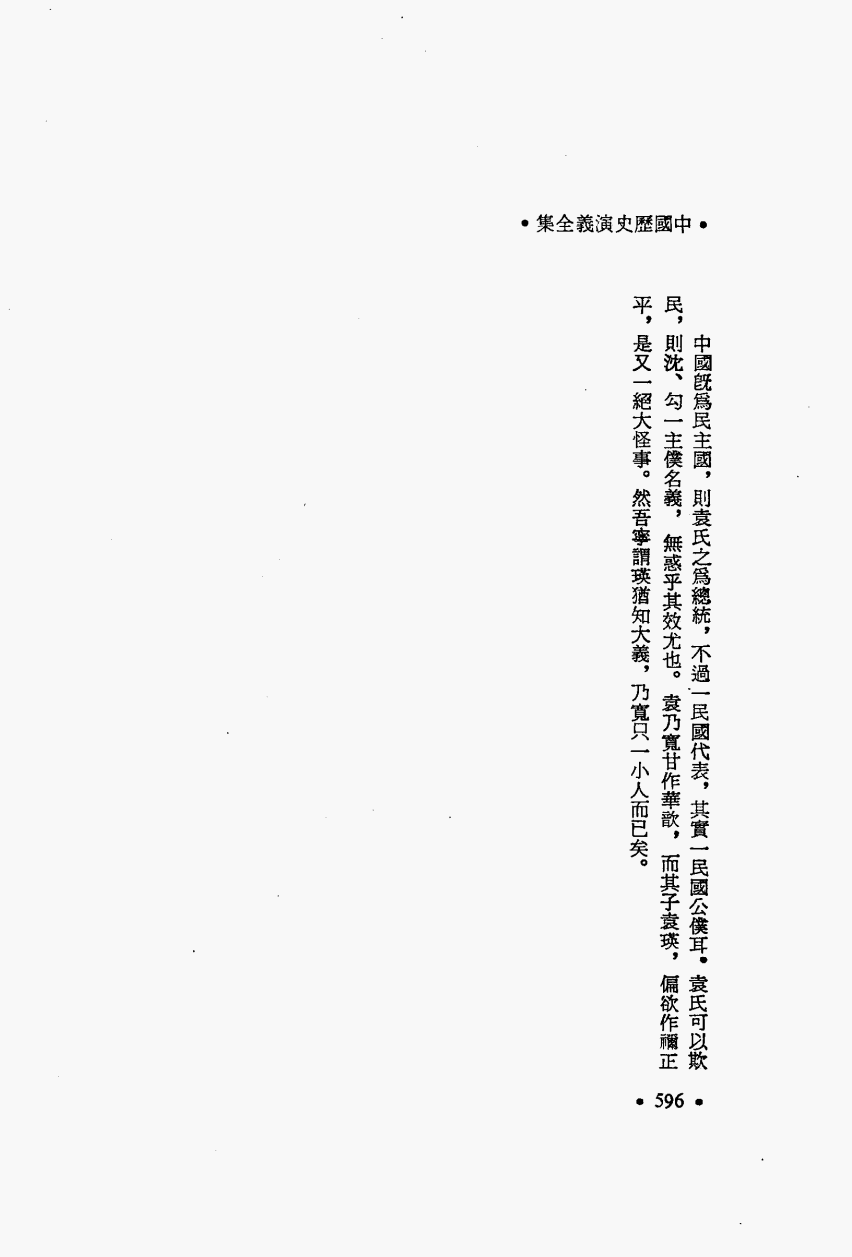 •中國歷史演義全集•
中國既爲民主國，則袁氏之爲總統，不過一民國代表，其實一民國公僕耳。袁氏可以欺
民，則沈、勾一主僕名義，無惑乎其效尤也。袁乃寬甘作華歆，而其子袁瑛，偏欲作禰正
平，是又一絕大怪事。然吾寧謂瑛猶知大義，乃寬只一小人而已矣。
•596•